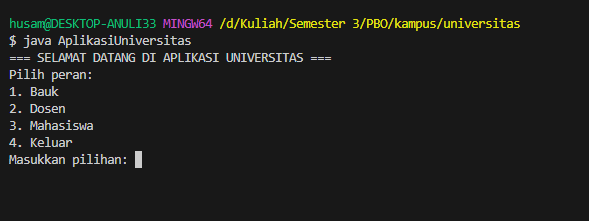 husam@DESKTOP-ANULI33 MINGW64 /d/Kuliah/Semester 3/PBO/kampus/universitas
$ java AplikasiUniversitas
=== SELAMAT DATANG DI APLIKASI UNIVERSITAS ===
Pilih peran:
1. Bauk
2. Dosen
3. Mahasiswa
4. Keluar
Masukkan pilihan: